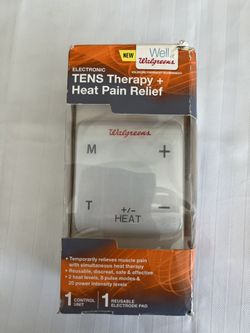 NEW
Well at
Walgreens
ELECTRONIC
TENS Therapy +
Heat Pain Relief
Walgreens
M +
T +/- −
HEAT
• Temporarily relieves muscle pain
with simultaneous heat therapy
• Reusable, discreet, safe & effective
• 2 heat levels, 8 pulse modes &
20 power intensity levels
1 CONTROL
UNIT
1 REUSABLE
ELECTRODE PAD